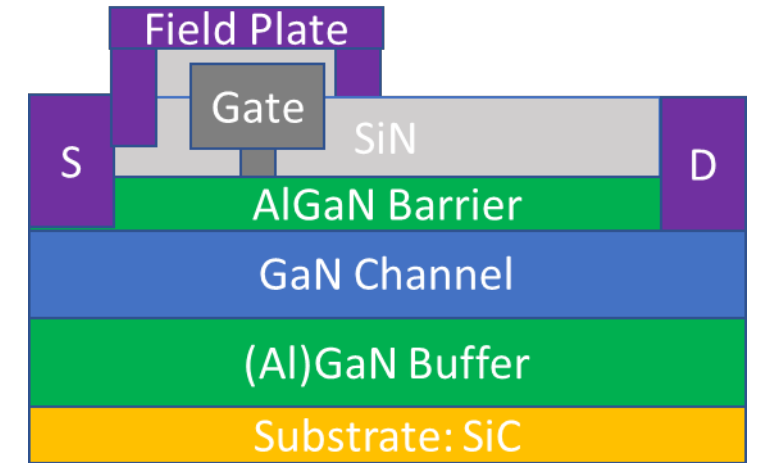 Field Plate
Gate
SiN
S
D
AlGaN Barrier
GaN Channel
(Al)GaN Buffer
Substrate: SiC